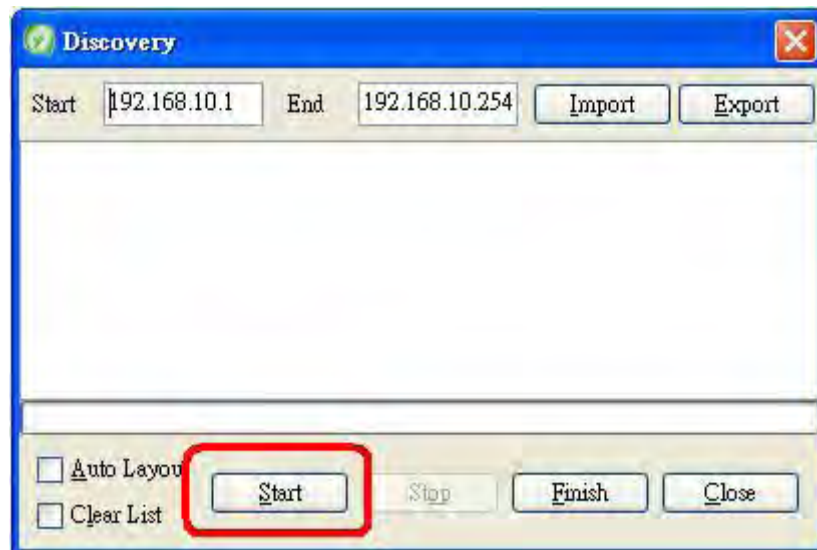 Discovery
Start 192.168.10.1 End 192.168.10.254 Import Export
Auto Layou
Start Stop Finish Close
Clear List